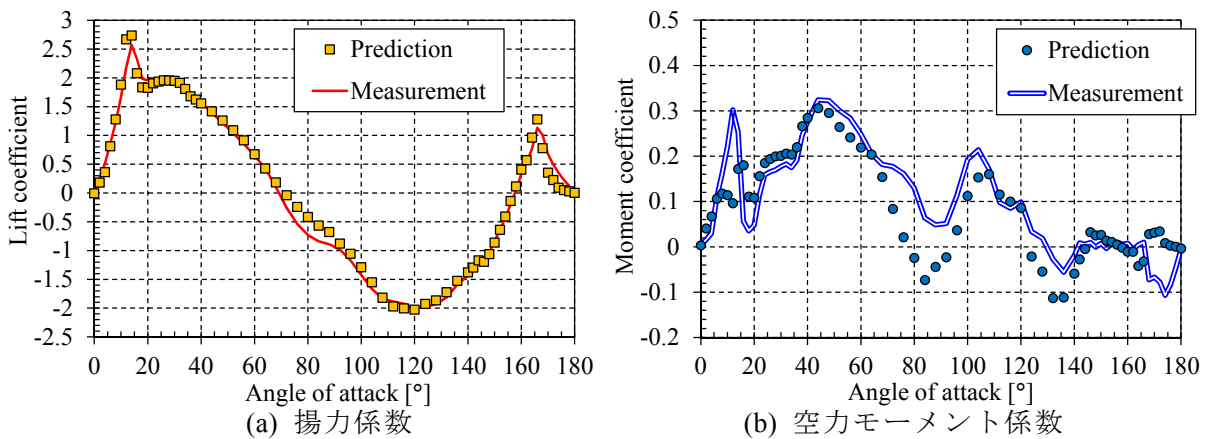 Lift coefficient
3
2.5
2
1.5
1
0.5
0
-0.5
-1
-1.5
-2
-2.5
Prediction
Measurement
0 20 40 60 80 100 120 140 160 180
Angle of attack [°]
(a) 揚力係数
Moment coefficient
0.5
0.4
0.3
0.2
0.1
0
-0.1
-0.2
Prediction
Measurement
0 20 40 60 80 100 120 140 160 180
Angle of attack [°]
(b) 空力モーメント係数